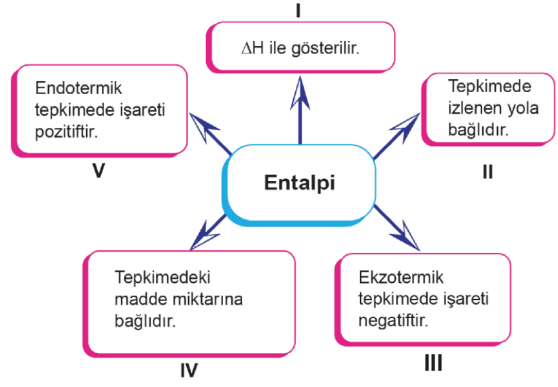 I
ΔH ile gösterilir.
Endotermik
tepkimede işareti
pozitiftir.
V
Tepkimede
izlenen yola
bağlıdır.
II
Entalpi
Tepkimedeki
madde miktarına
bağlıdır.
IV
Ekzotermik
tepkimede işareti
negatiftir.
III